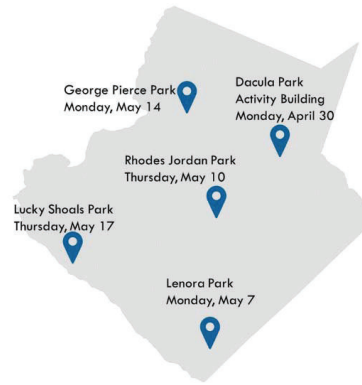 George Pierce Park
Monday, May 14
Dacula Park
Activity Building
Monday, April 30
Rhodes Jordan Park
Thursday, May 10
Lucky Shoals Park
Thursday, May 17
Lenora Park
Monday, May 7